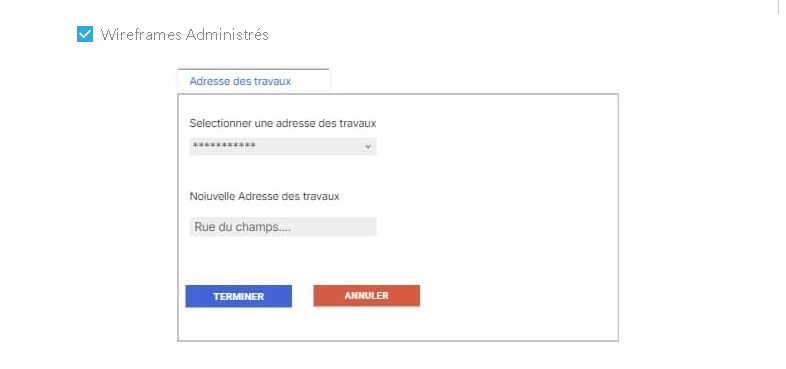 Wireframes Administrés
Adresse des travaux
Selectionner une adresse des travaux
***********
Noiuvelle Adresse des travaux
Rue du champs....
TERMINER
ANNULER